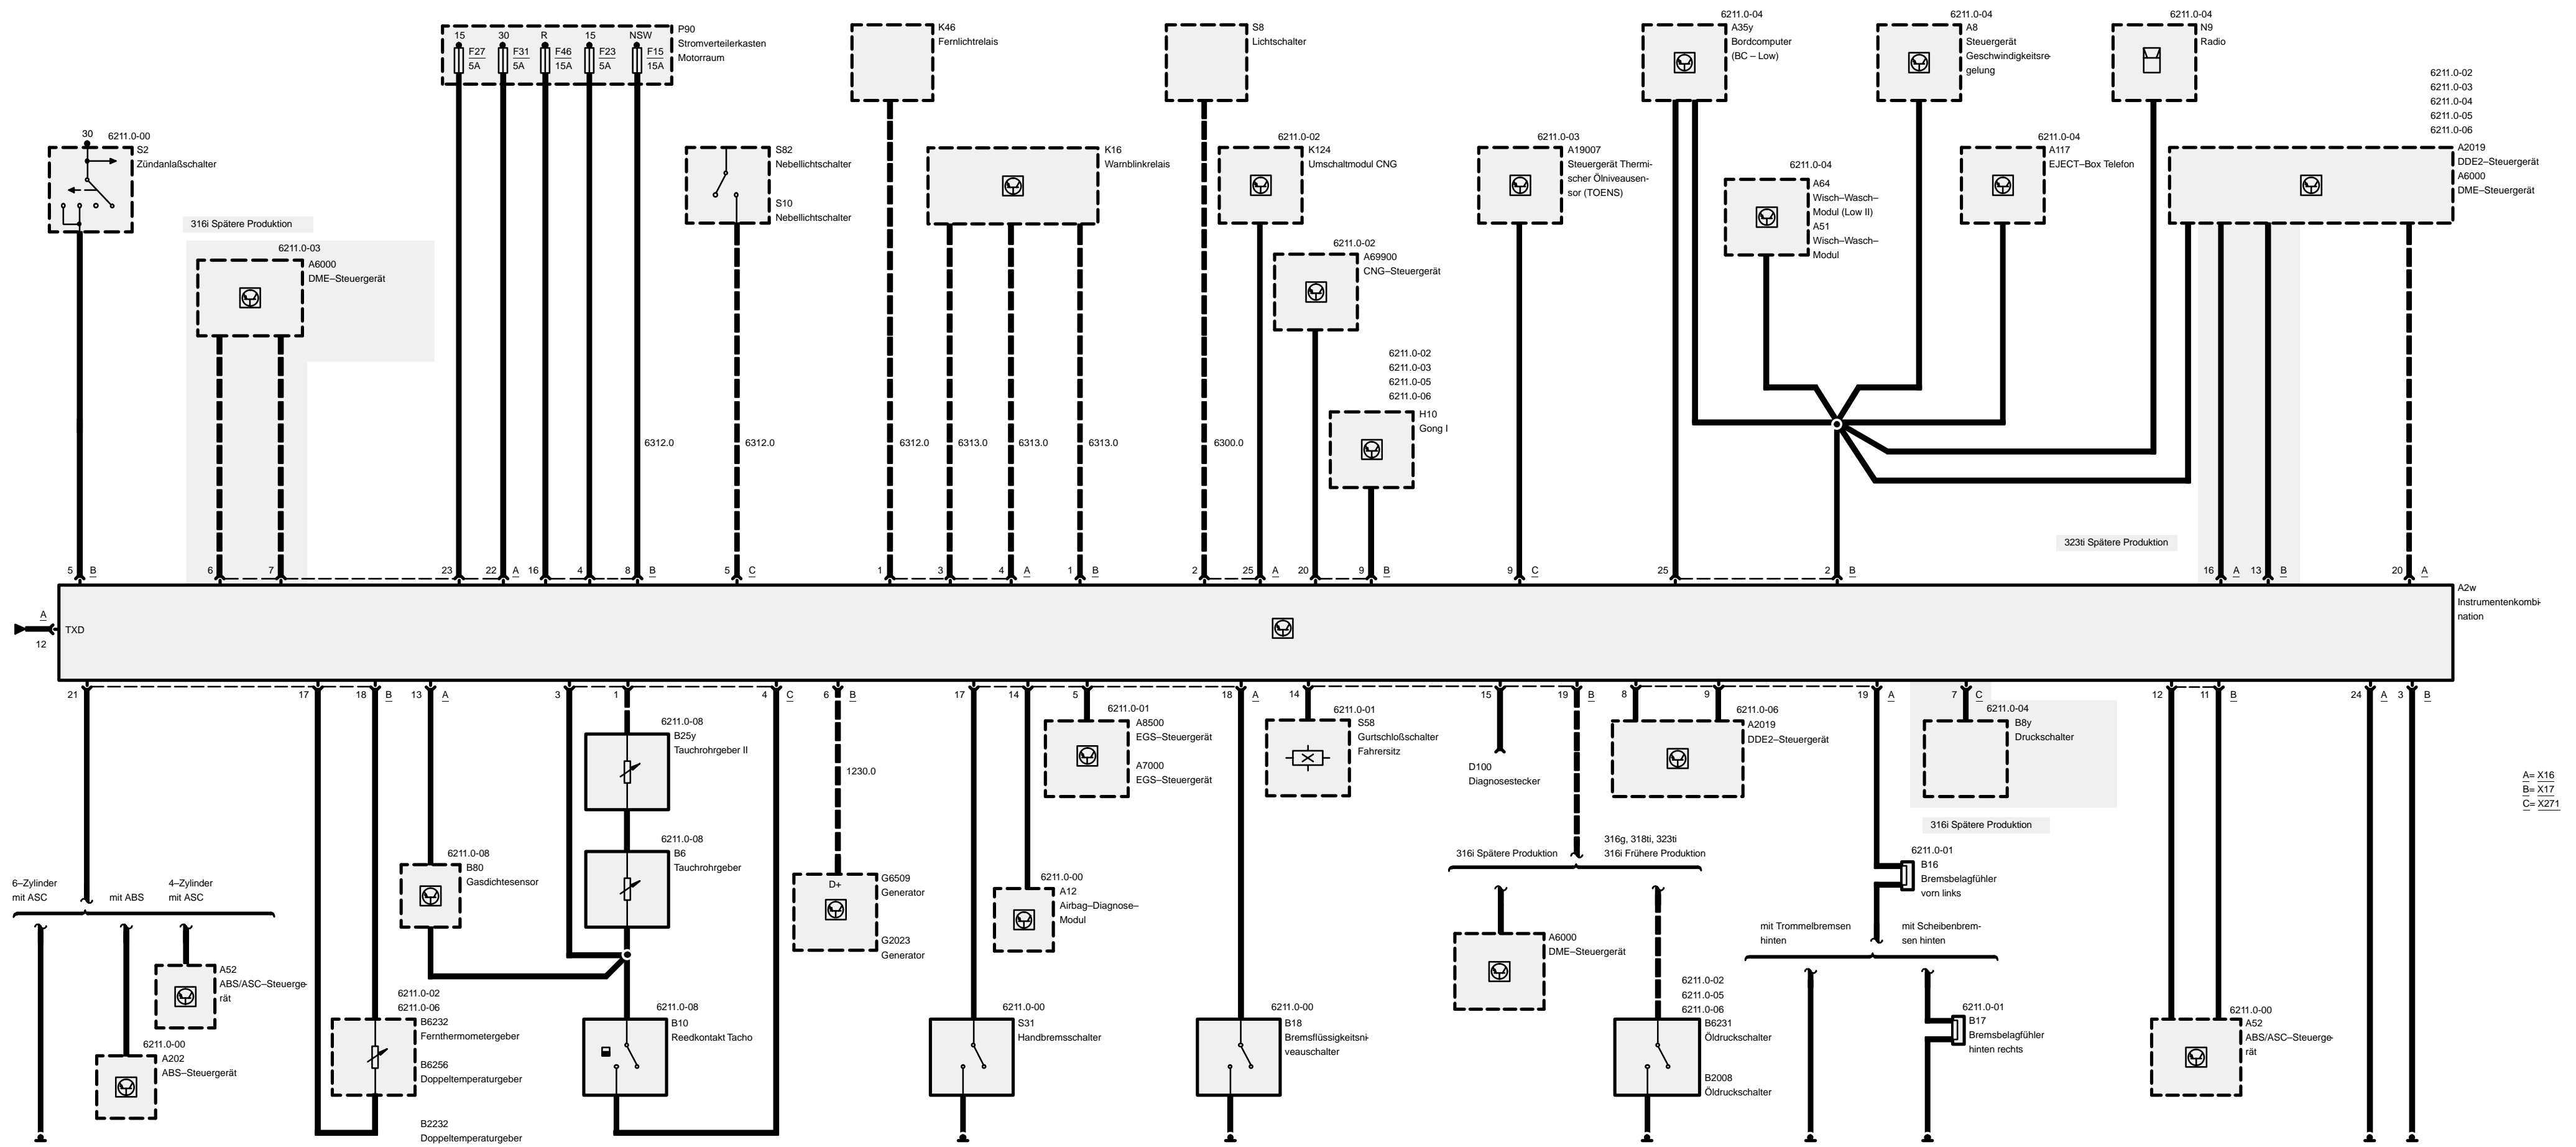 15
30
R
15
NSW
F27
5A
F31
5A
F46
15A
F23
5A
F15
15A
P90
Stromverteilerkasten
Motorraum
K46
Fernlichtrelais
S8
Lichtschalter
6211.0-04
A35y
Bordcomputer
(BC – Low)
6211.0-04
A8
Steuergerät
Geschwindigkeitsre-
gelung
6211.0-04
N9
Radio
6211.0-02
6211.0-03
6211.0-04
6211.0-05
6211.0-06
30
6211.0-00
S2
Zündanlaßschalter
S82
Nebellichtschalter
S10
Nebellichtschalter
K16
Warnblinkrelais
6211.0-02
K124
Umschaltmodul CNG
6211.0-03
A19007
Steuergerät Thermi-
scher Ölniveausen-
sor (TOENS)
6211.0-04
A64
Wisch–Wasch–
Modul (Low II)
A51
Wisch–Wasch–
Modul
6211.0-04
A117
EJECT–Box Telefon
A2019
DDE2–Steuergerät
A6000
DME–Steuergerät
316i Spätere Produktion
6211.0-03
A6000
DME–Steuergerät
6211.0-02
A69900
CNG–Steuergerät
6211.0-02
6211.0-03
6211.0-05
6211.0-06
H10
Gong I
6312.0
6312.0
6312.0
6313.0
6313.0
6313.0
6300.0
323ti Spätere Produktion
5
B
6
7
23
22
A
16
4
8
B
5
C
1
3
4
A
1
B
2
25
A
20
9
B
9
C
25
2
B
16
A
13
B
20
A
A2w
Instrumentenkombi-
nation
A
12
TXD
21
17
18
B
13
A
3
1
4
C
6
B
17
14
5
18
A
14
15
19
B
8
9
19
A
7
C
12
11
B
24
A
3
B
6211.0-08
B25y
Tauchrohrgeber II
1230.0
6211.0-01
A8500
EGS–Steuergerät
A7000
EGS–Steuergerät
6211.0-01
S58
Gurtschloßschalter
Fahrersitz
D100
Diagnosestecker
6211.0-06
A2019
DDE2–Steuergerät
6211.0-04
B8y
Druckschalter
316i Spätere Produktion
A= X16
B= X17
C= X271
6211.0-08
B6
Tauchrohrgeber
6211.0-08
B80
Gasdichtesensor
6–Zylinder
mit ASC
mit ABS
4–Zylinder
mit ASC
D+
G6509
Generator
G2023
Generator
6211.0-00
A12
Airbag–Diagnose–
Modul
316i Spätere Produktion
316g, 318ti, 323ti
316i Frühere Produktion
6211.0-01
B16
Bremsbelagfühler
vorn links
mit Trommelbremsen
hinten
mit Scheibenbrem-
sen hinten
A52
ABS/ASC–Steuerge-
rät
A6000
DME–Steuergerät
6211.0-02
6211.0-06
B6232
Fernthermometergeber
B6256
Doppeltemperaturgeber
B2232
Doppeltemperaturgeber
6211.0-08
B10
Reedkontakt Tacho
6211.0-00
S31
Handbremsschalter
6211.0-00
B18
Bremsflüssigkeitsni-
veauschalter
6211.0-02
6211.0-05
6211.0-06
B6231
Öldruckschalter
B2008
Öldruckschalter
6211.0-01
B17
Bremsbelagfühler
hinten rechts
6211.0-00
A52
ABS/ASC–Steuerge-
rät
6211.0-00
A202
ABS–Steuergerät